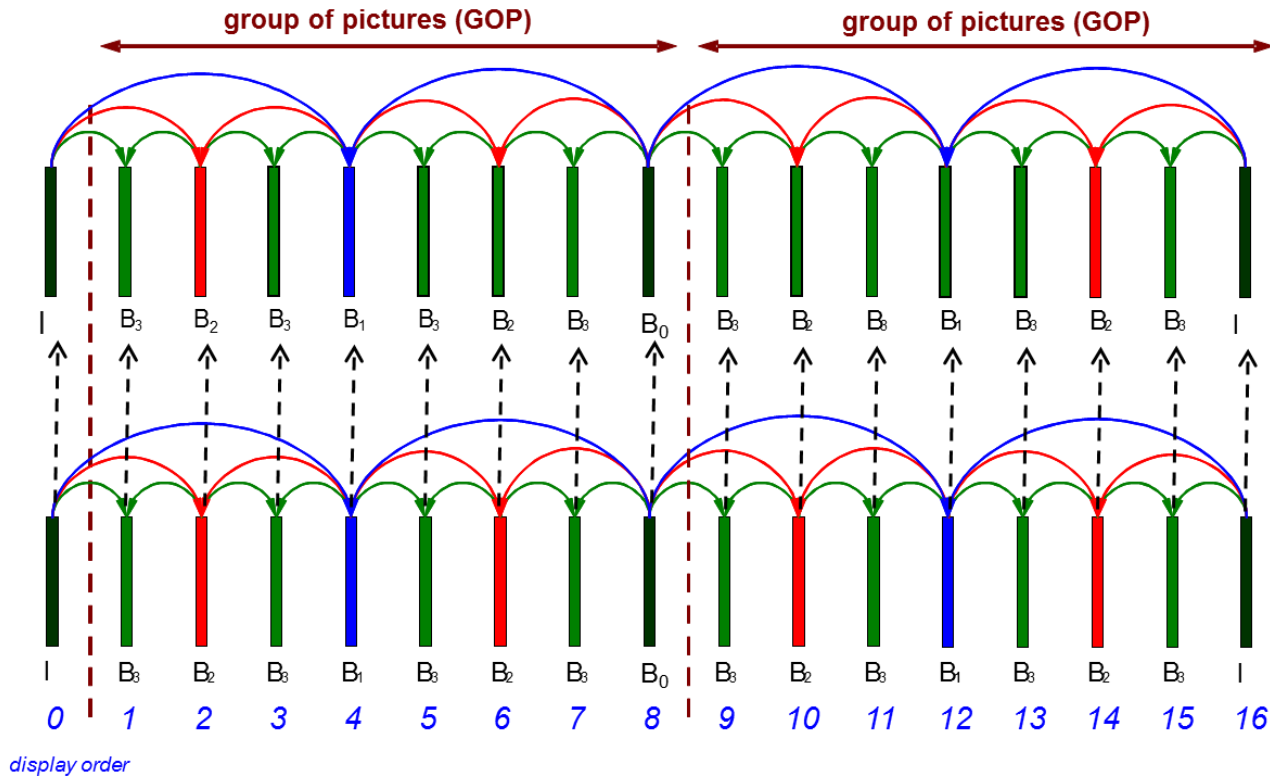 group of pictures (GOP) group of pictures (GOP)
I B₃ B₂ B₃ B₁ B₃ B₂ B₃ B₀ B₃ B₂ B₃ B₁ B₃ B₂ B₃ I
I B₃ B₂ B₃ B₁ B₃ B₂ B₃ B₀ B₃ B₂ B₃ B₁ B₃ B₂ B₃ I
0 1 2 3 4 5 6 7 8 9 10 11 12 13 14 15 16
display order